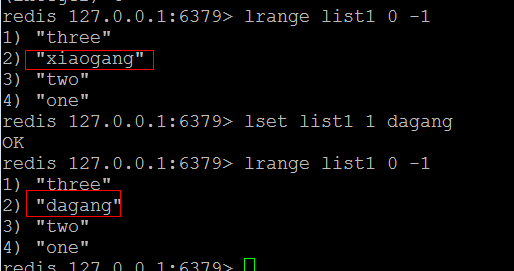 redis 127.0.0.1:6379> lrange list1 0 -1
1) "three"
2) "xiaogang"
3) "two"
4) "one"
redis 127.0.0.1:6379> lset list1 1 dagang
OK
redis 127.0.0.1:6379> lrange list1 0 -1
1) "three"
2) "dagang"
3) "two"
4) "one"
redis 127.0.0.1:6379>